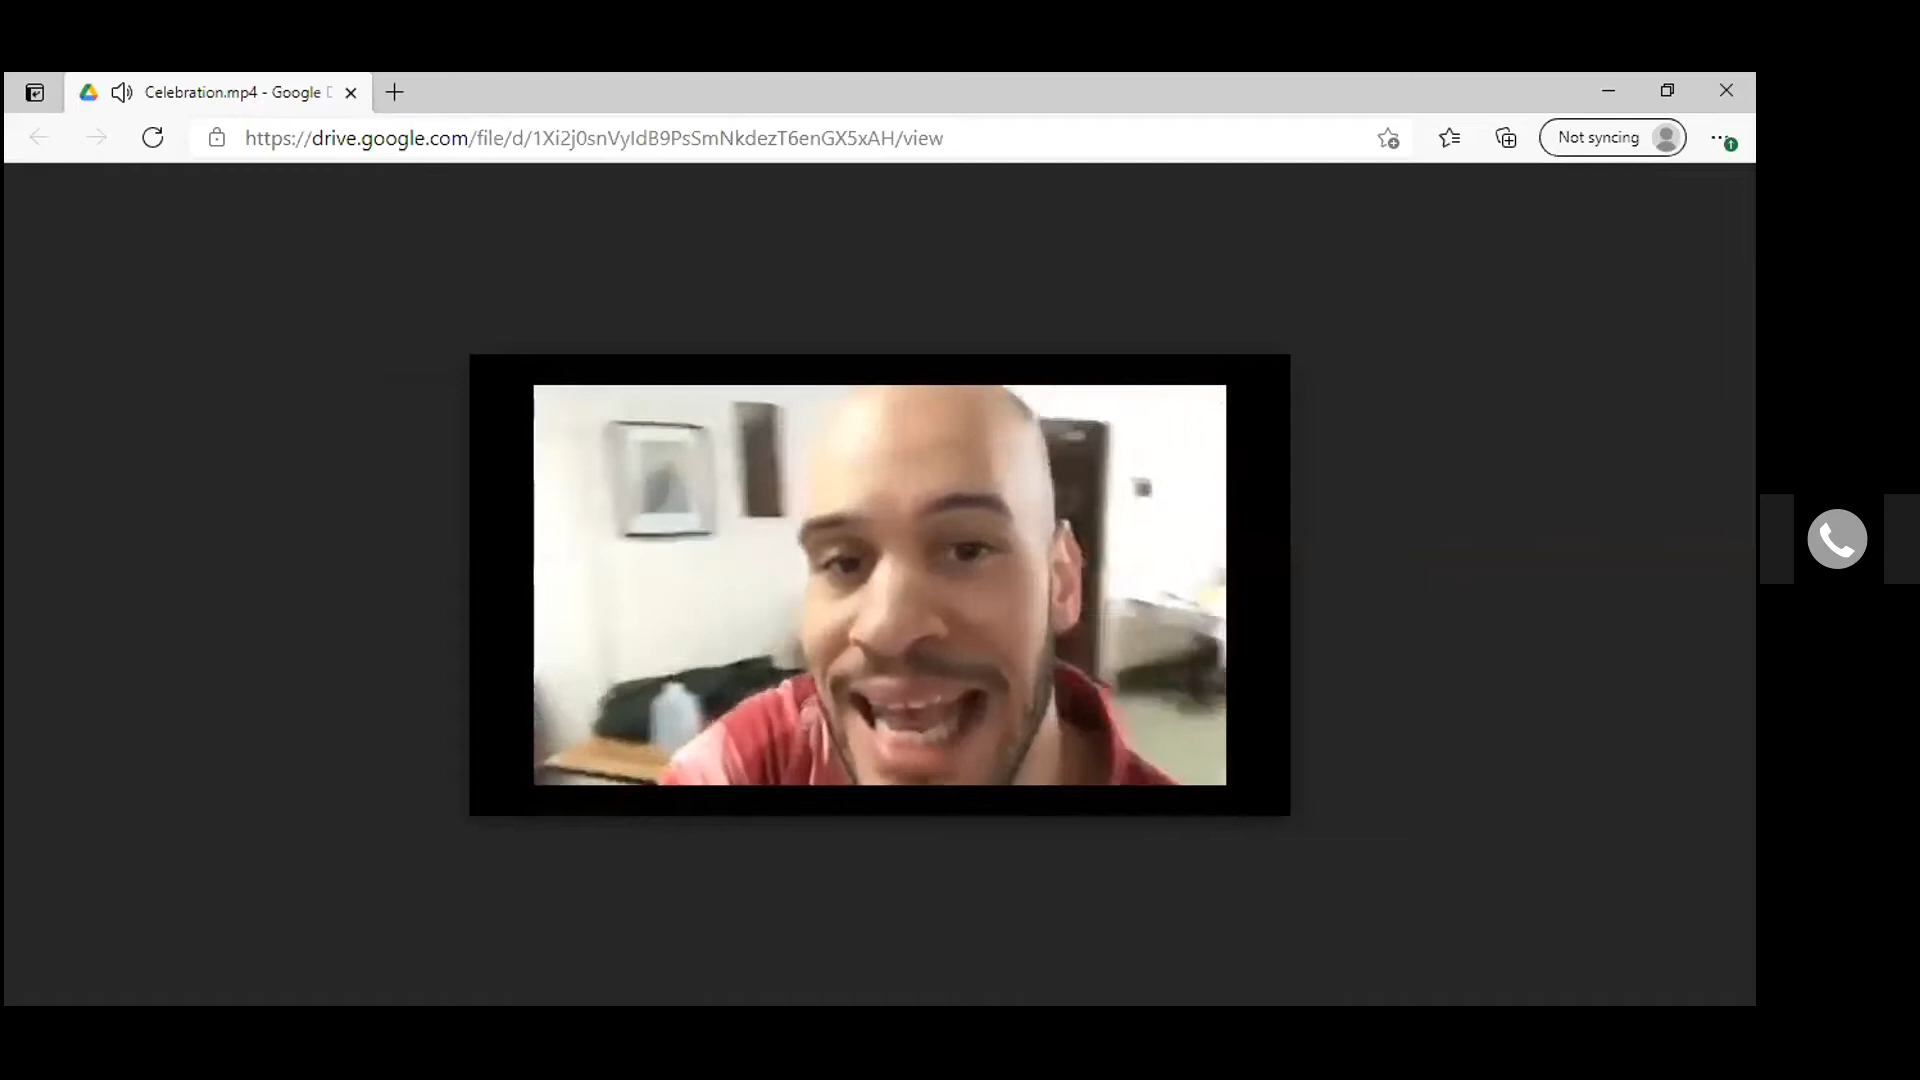 Celebration.mp4 - Google
https://drive.google.com/file/d/1Xi2j0snVyIdB9PsSmNkdezT6enGX5xAH/view
Not syncing